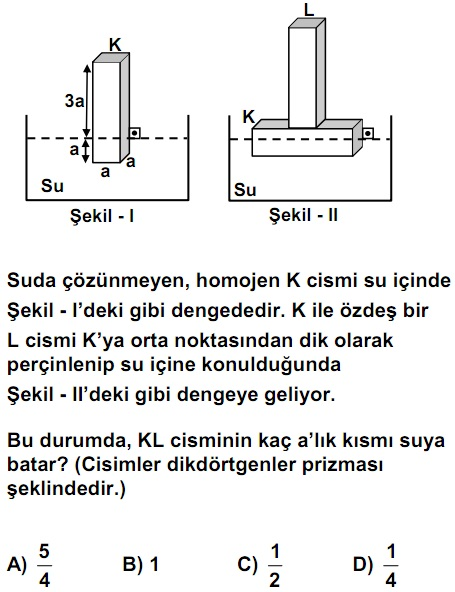 L
K
3a
K
a
a
a
Su
Su
Şekil - I
Şekil - II
Suda çözünmeyen, homojen K cismi su içinde
Şekil - I’deki gibi dengededir. K ile özdeş bir
L cismi K’ya orta noktasından dik olarak
perçinlenip su içine konulduğunda
Şekil - II’deki gibi dengeye geliyor.
Bu durumda, KL cisminin kaç a’lık kısmı suya
batar? (Cisimler dikdörtgenler prizması
şeklindedir.)
A) 5/4 B) 1 C) 1/2 D) 1/4